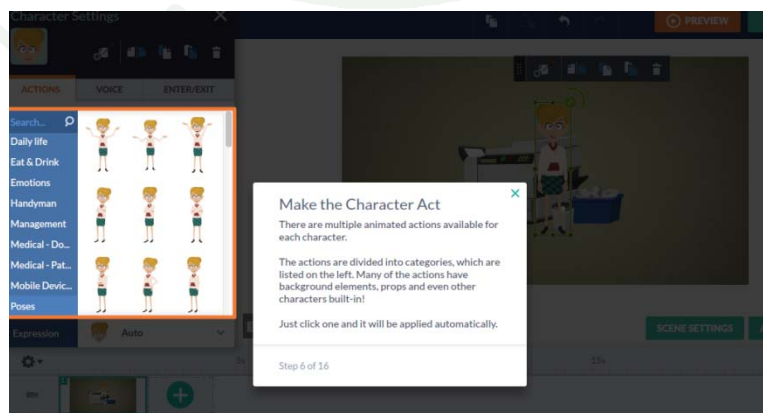 Character Settings
PREVIEW
ACTIONS VOICE ENTER/EXIT
Search...
Daily life
Eat & Drink
Emotions
Handyman
Management
Medical - Do...
Medical - Pat...
Mobile Devic...
Poses
Expression Auto
Make the Character Act
There are multiple animated actions available for
each character.
The actions are divided into categories, which are
listed on the left. Many of the actions have
background elements, props and even other
characters built-in!
Just click one and it will be applied automatically.
Step 6 of 16
SCENE SETTINGS
15s